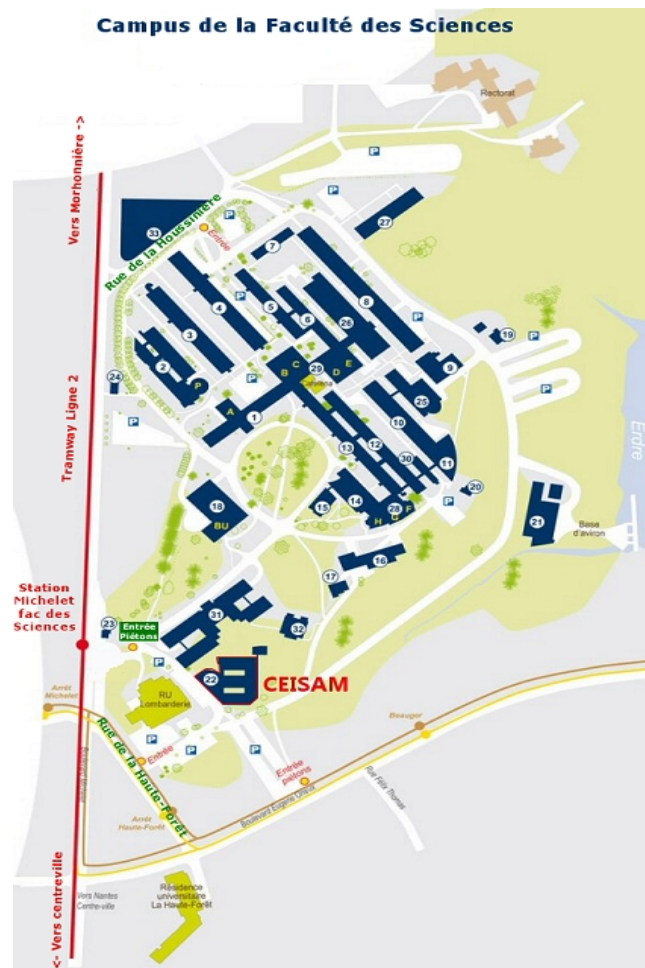 Campus de la Faculté des Sciences
Rectorat
Vers Morhonnière ->
P
P
27
33
P
Rue de la Houssinière
Entrée
7
8
4
5
P
6
26
P
3
19
P
2
29
E
C
9
24
P
P
B
D
Cafétéria
P
25
A
1
10
P
Tramway Ligne 2
13
12
Erdre
30
11
18
15
14
28
F
P
20
BU
H
G
21
Base
d'aviron
16
17
Station
Michelet
fac des
Sciences
31
23
Entrée
Piétons
32
P
22
CEISAM
Arrêt
Michelet
RU
Lombarderie
Beauger
Rue de la Haute-Forêt
P
P
P
Entrée
Entrée
piétons
Rue Félix Thomas
Arrêt
Haute-Forêt
Boulevard Eugène Orieux
<- Vers centreville
Vers Nantes
Centre-ville
Résidence
universitaire
La Haute-Forêt